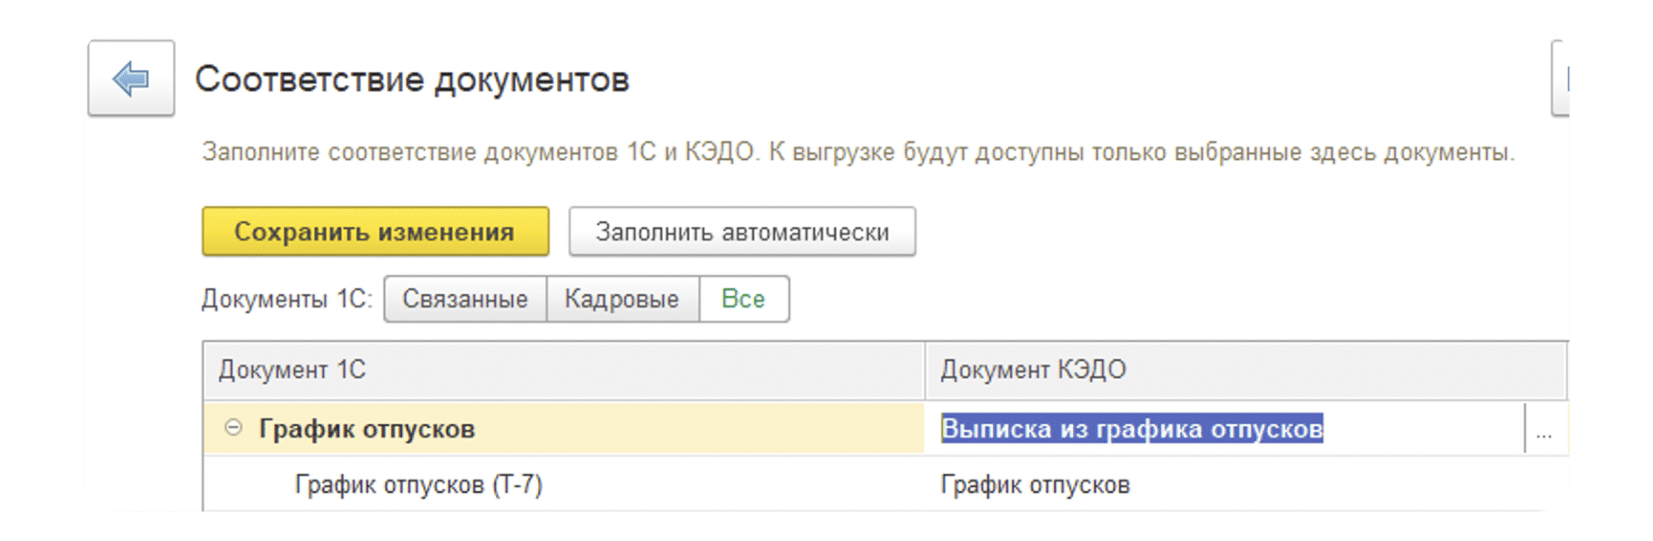 Соответствие документов
Заполните соответствие документов 1С и КЭДО. К выгрузке будут доступны только выбранные здесь документы.
Сохранить изменения Заполнить автоматически
Документы 1С: Связанные Кадровые Все
Документ 1С Документ КЭДО
График отпусков Выписка из графика отпусков ...
График отпусков (Т-7) График отпусков